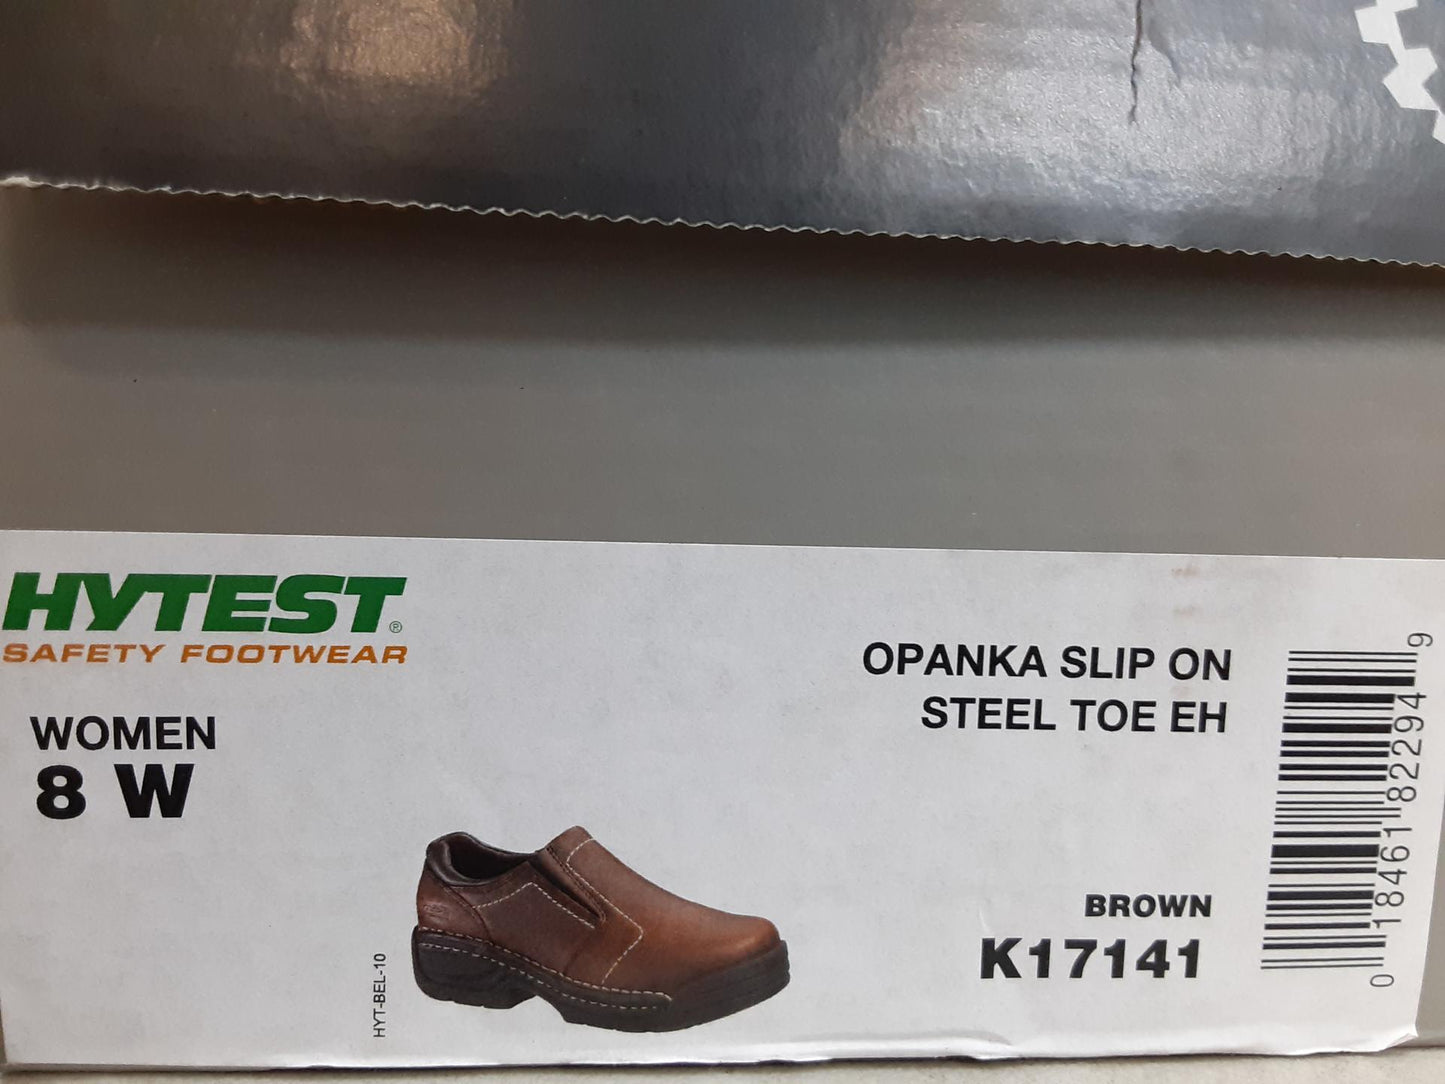 HYTEST®
SAFETY FOOTWEAR
WOMEN
8 W
OPANKA SLIP ON
STEEL TOE EH
BROWN
K17141
HYT-BEL-10
0 18461 82294 9